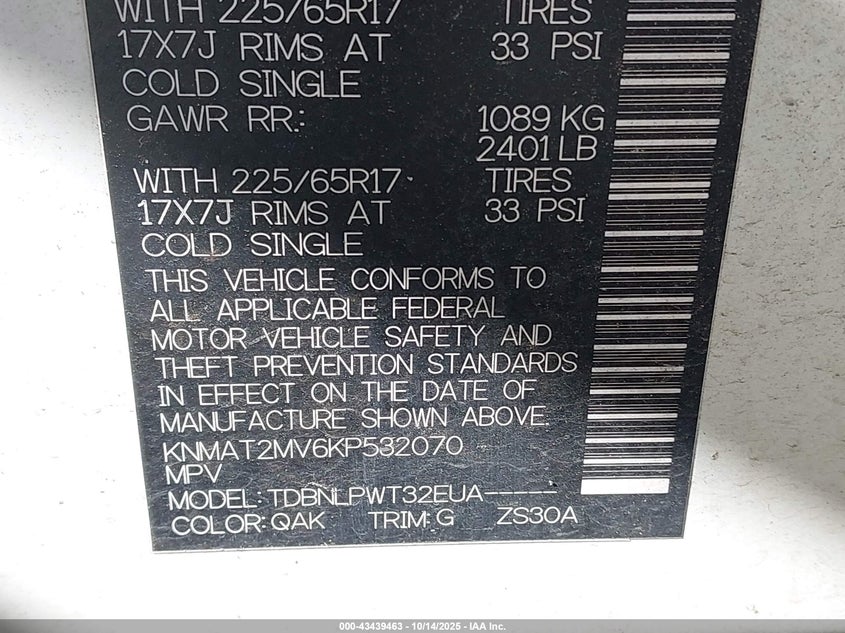 WITH 225/65R17 TIRES
17X7J RIMS AT 33 PSI
COLD SINGLE
GAWR RR.: 1089 KG
2401 LB
WITH 225/65R17 TIRES
17X7J RIMS AT 33 PSI
COLD SINGLE
THIS VEHICLE CONFORMS TO
ALL APPLICABLE FEDERAL
MOTOR VEHICLE SAFETY AND
THEFT PREVENTION STANDARDS
IN EFFECT ON THE DATE OF
MANUFACTURE SHOWN ABOVE.
KNMAT2MV6KP532070
MPV
MODEL: TDBNLPWT32EUA-----
COLOR: QAK TRIM: G ZS30A
000-43439463 - 10/14/2025 - IAA Inc.